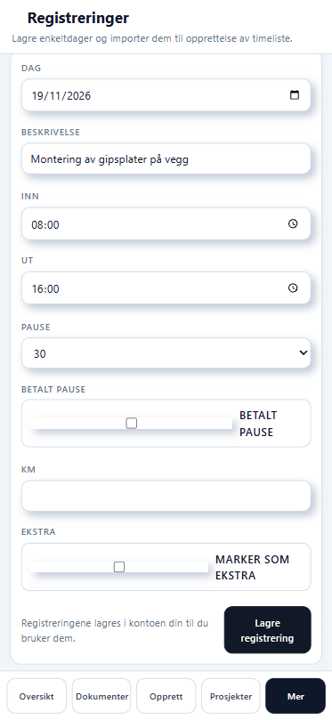 Registreringer
Lagre enkeltdager og importer dem til opprettelse av timeliste.
DAG
19/11/2026
BESKRIVELSE
Montering av gipsplater på vegg
INN
08:00
UT
16:00
PAUSE
30
BETALT PAUSE
BETALT
PAUSE
KM
EKSTRA
MARKER SOM
EKSTRA
Registreringene lagres i kontoen din til du
bruker dem.
Lagre
registrering
Oversikt
Dokumenter
Opprett
Prosjekter
Mer